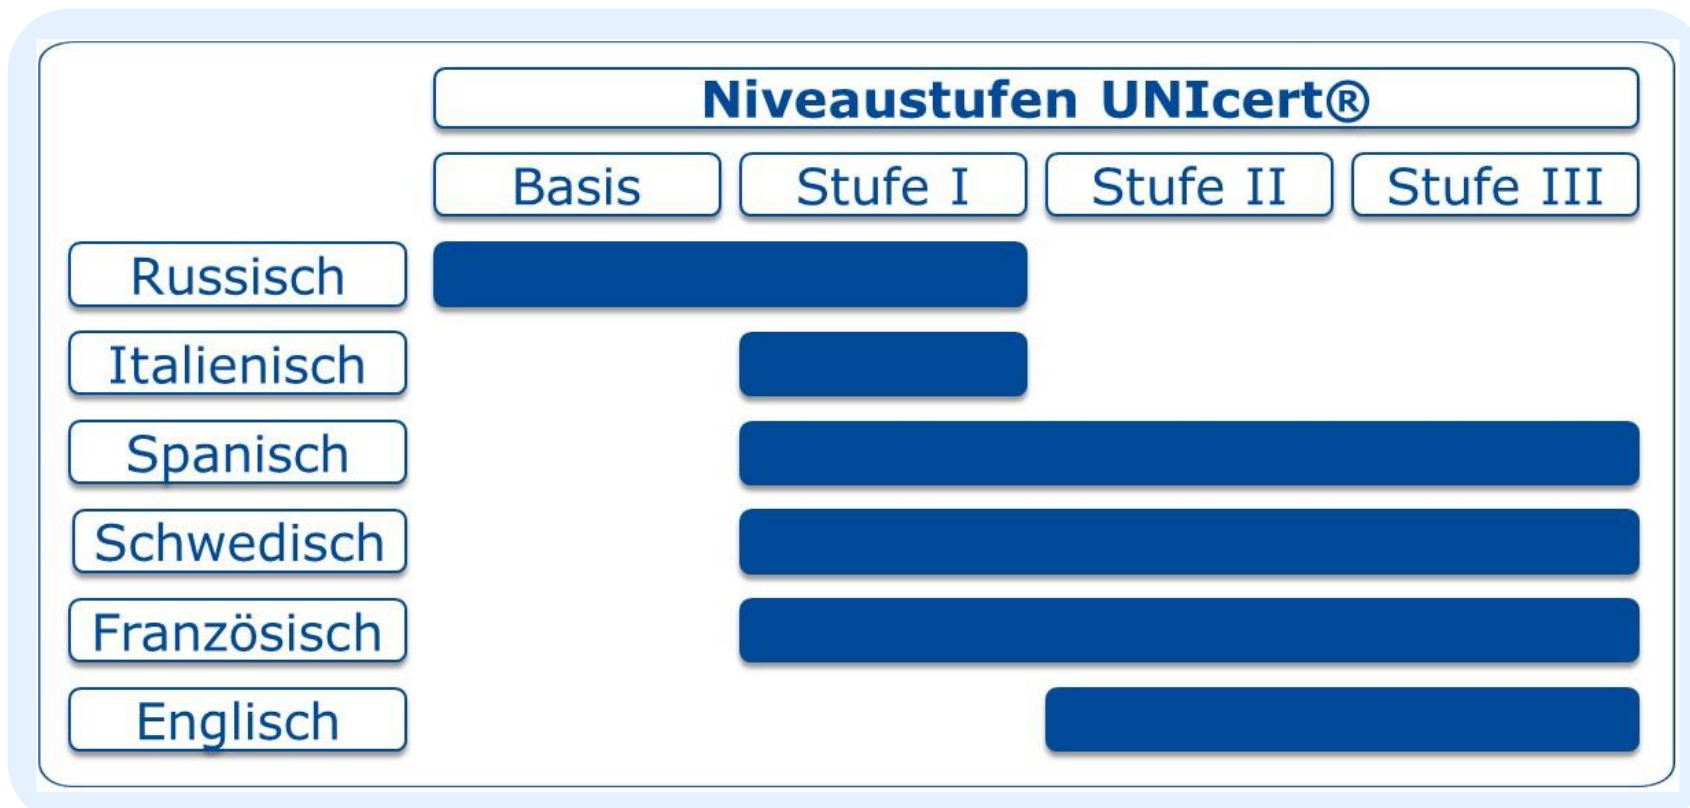 Niveaustufen UNIcert®
Basis Stufe I Stufe II Stufe III
Russisch
Italienisch
Spanisch
Schwedisch
Französisch
Englisch